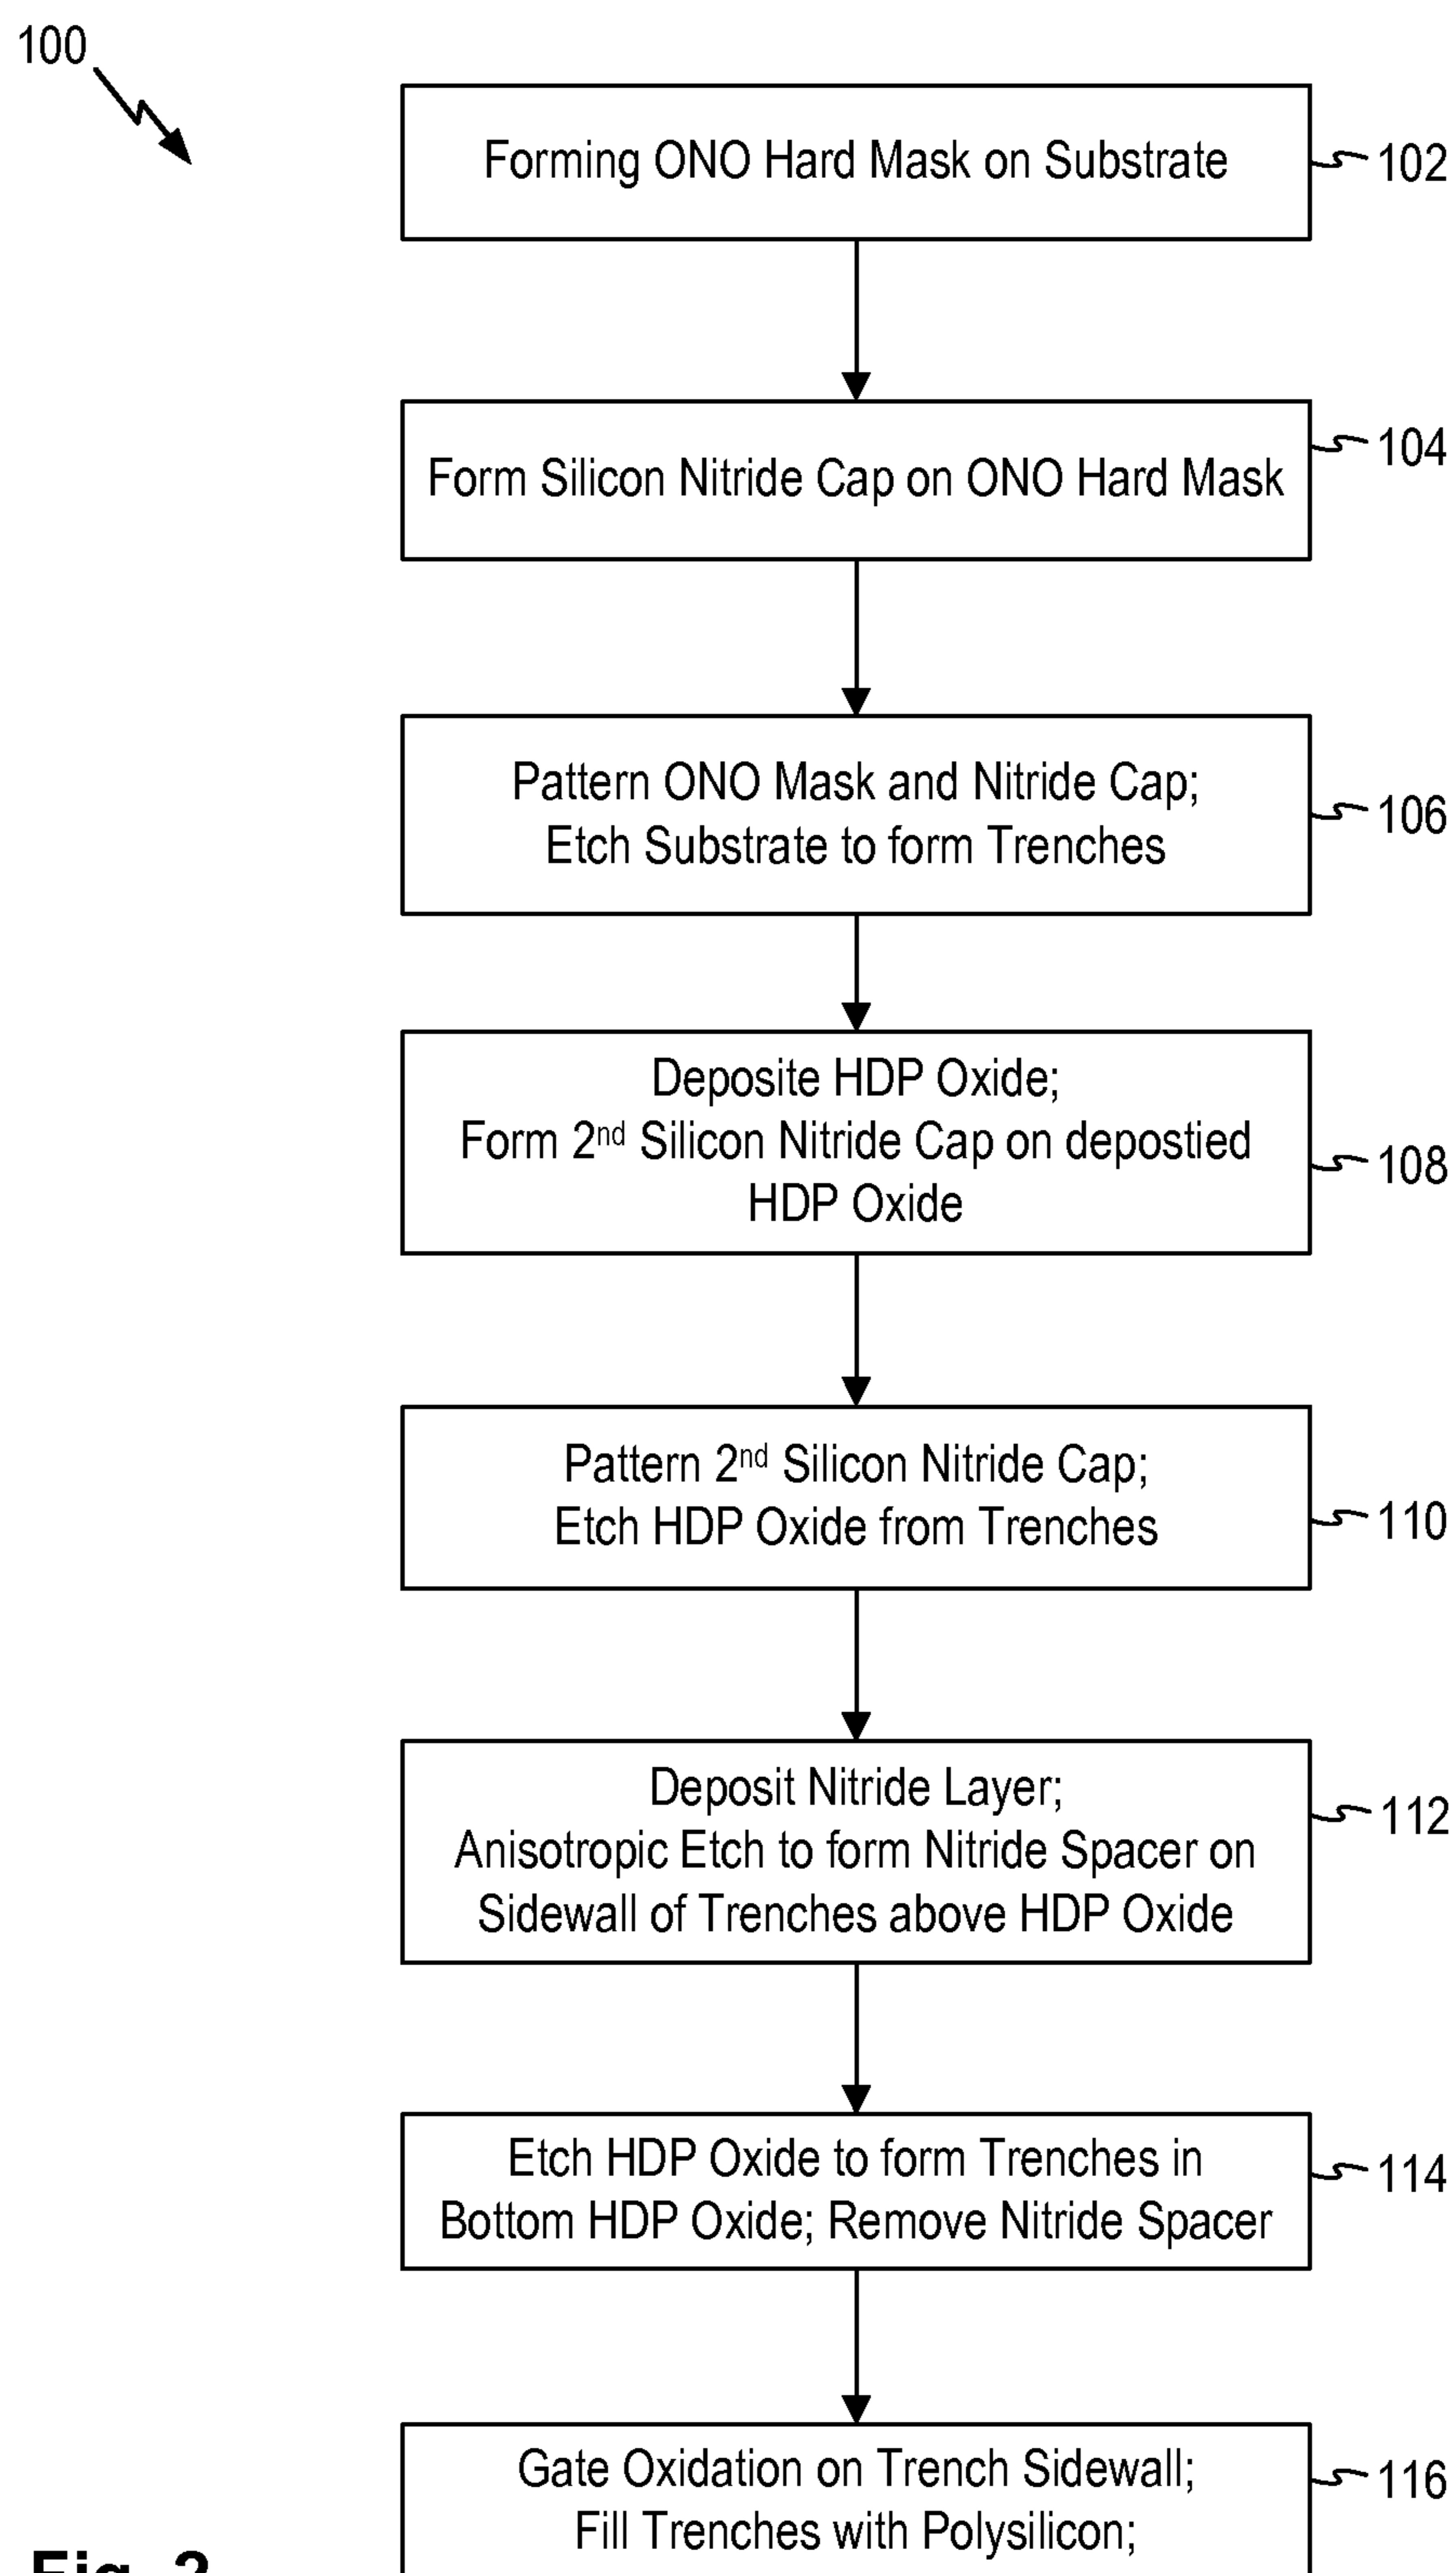 100
Forming ONO Hard Mask on Substrate
102
Form Silicon Nitride Cap on ONO Hard Mask
104
Pattern ONO Mask and Nitride Cap;
Etch Substrate to form Trenches
106
Deposite HDP Oxide;
Form 2nd Silicon Nitride Cap on depostied
HDP Oxide
108
Pattern 2nd Silicon Nitride Cap;
Etch HDP Oxide from Trenches
110
Deposit Nitride Layer;
Anisotropic Etch to form Nitride Spacer on
Sidewall of Trenches above HDP Oxide
112
Etch HDP Oxide to form Trenches in
Bottom HDP Oxide; Remove Nitride Spacer
114
Gate Oxidation on Trench Sidewall;
Fill Trenches with Polysilicon;
116
Fig. 2